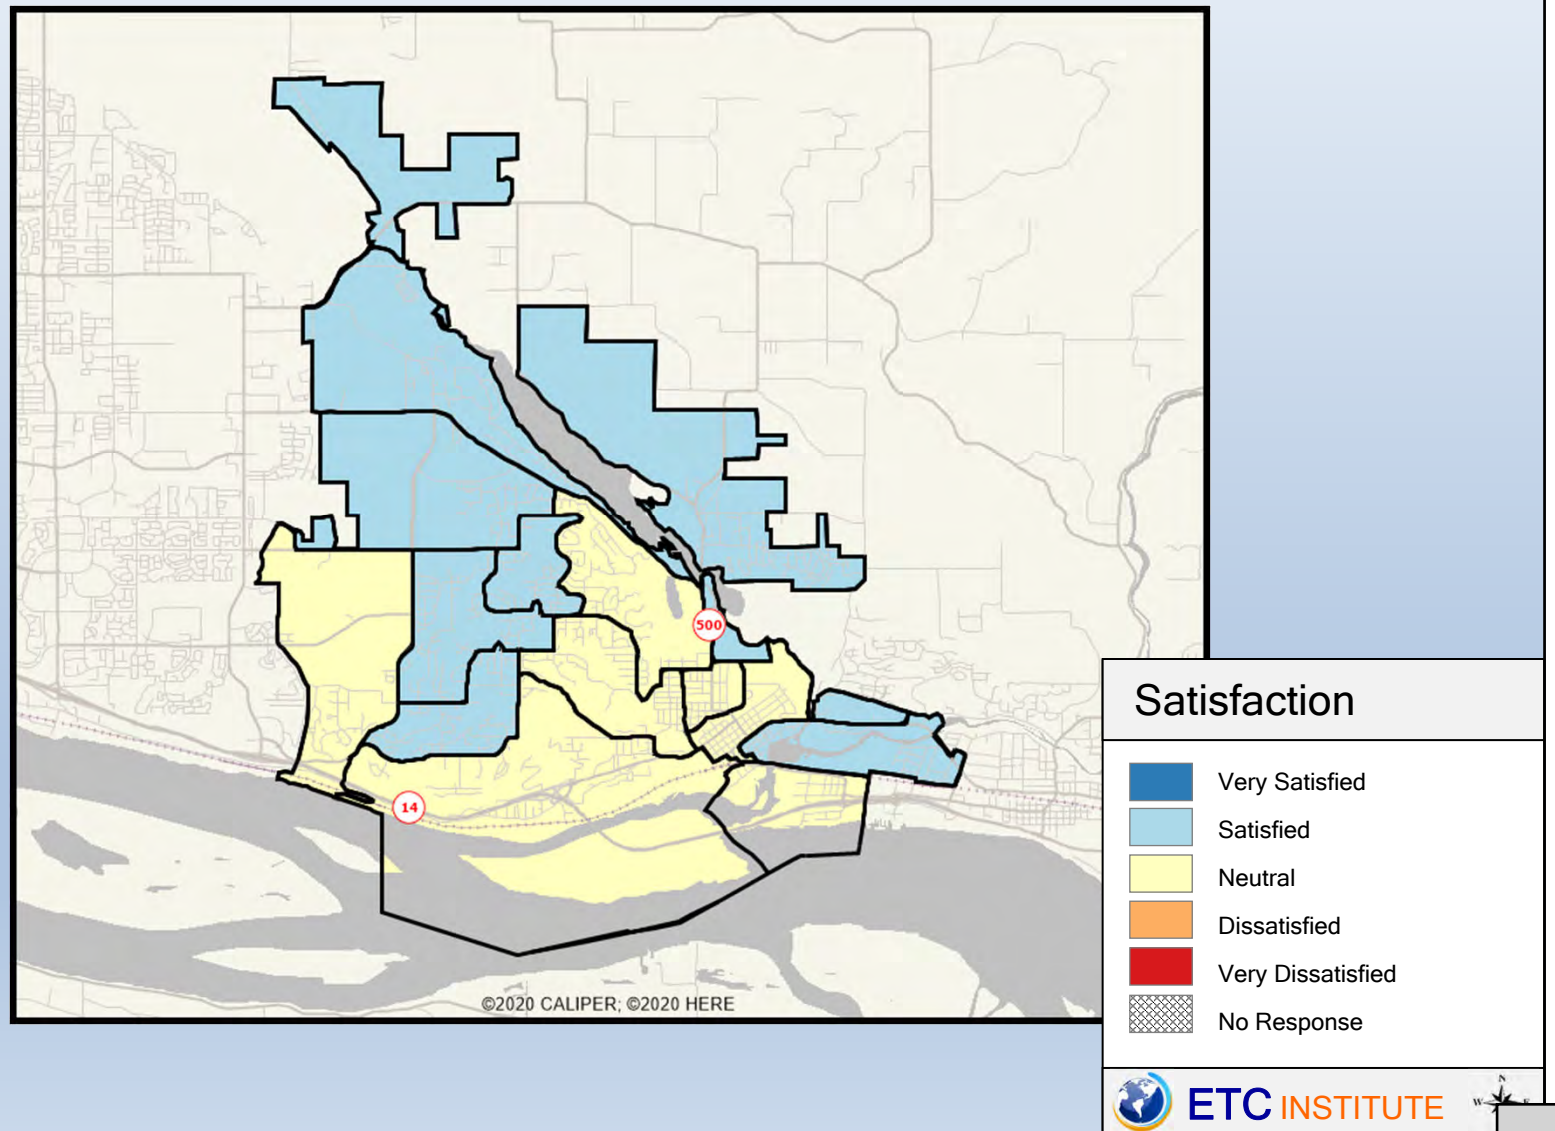 500
14
©2020 CALIPER; ©2020 HERE
Satisfaction
Very Satisfied
Satisfied
Neutral
Dissatisfied
Very Dissatisfied
No Response
ETC INSTITUTE
N
W
E